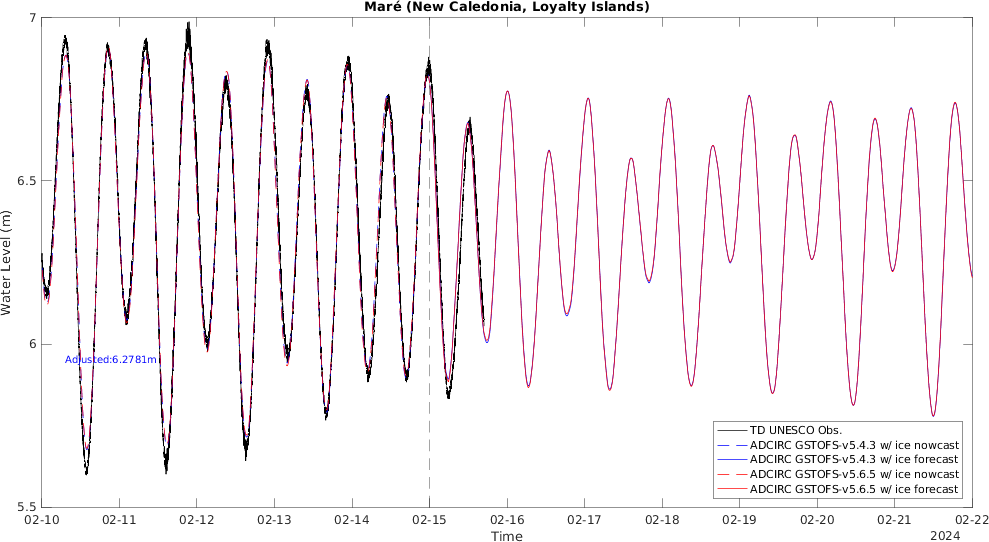 Maré (New Caledonia, Loyalty Islands)
7
6.5
6
5.5
Water Level (m)
Adjusted:6.2781m
TD UNESCO Obs.
ADCIRC GSTOFS-v5.4.3 w/ ice nowcast
ADCIRC GSTOFS-v5.4.3 w/ ice forecast
ADCIRC GSTOFS-v5.6.5 w/ ice nowcast
ADCIRC GSTOFS-v5.6.5 w/ ice forecast
02-10 02-11 02-12 02-13 02-14 02-15 02-16 02-17 02-18 02-19 02-20 02-21 02-22
Time
2024